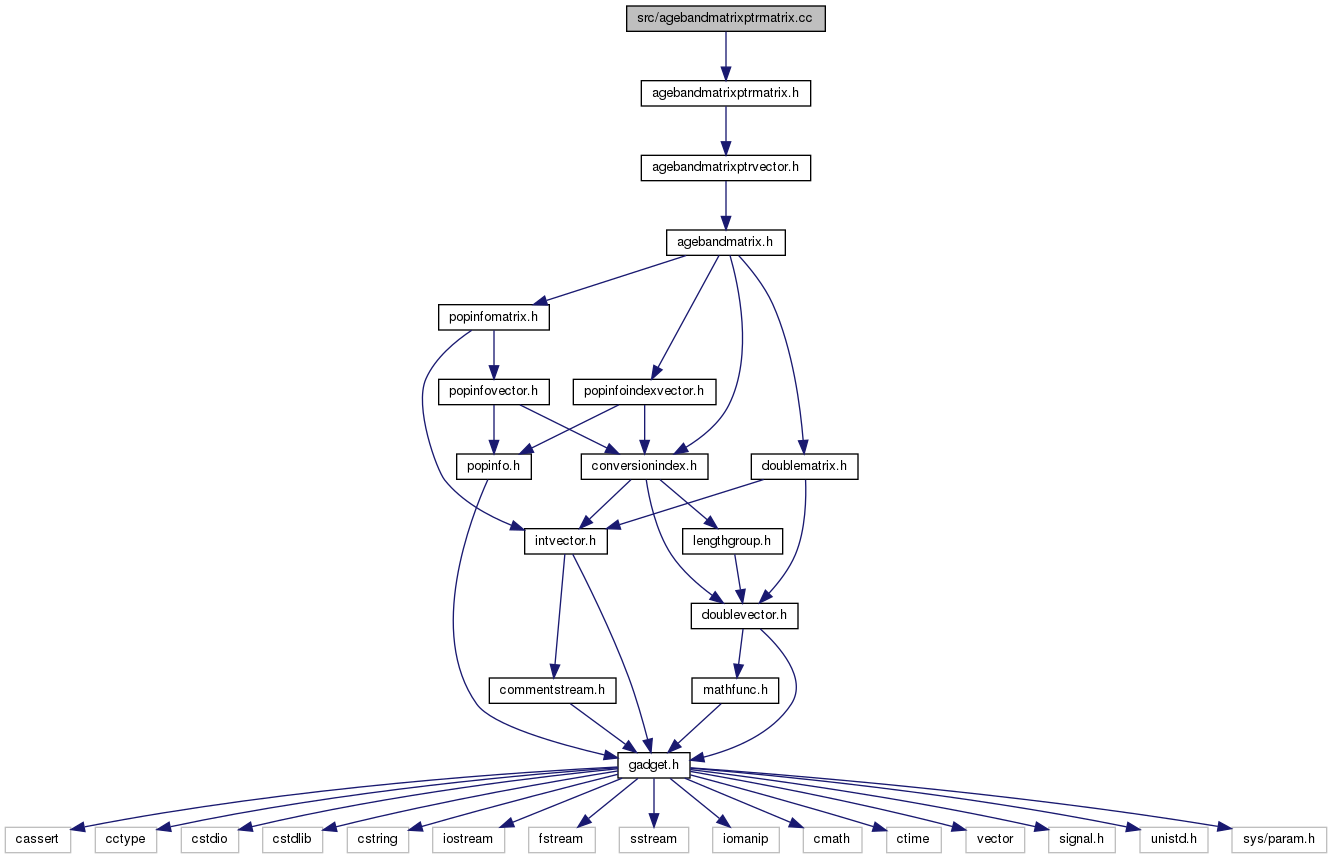 src/agebandmatrixptrmatrix.cc
agebandmatrixptrmatrix.h
agebandmatrixptrvector.h
agebandmatrix.h
popinfomatrix.h
popinfovector.h
popinfoindexvector.h
popinfo.h
conversionindex.h
doublematrix.h
intvector.h
lengthgroup.h
doublevector.h
commentstream.h
mathfunc.h
gadget.h
cassert
cctype
cstdio
cstdlib
cstring
iostream
fstream
sstream
iomanip
cmath
ctime
vector
signal.h
unistd.h
sys/param.h